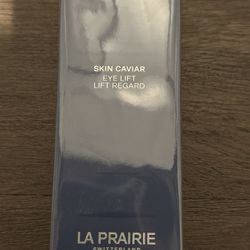 SKIN CAVIAR
EYE LIFT
LIFT REGARD
LA PRAIRIE
SWITZERLAND